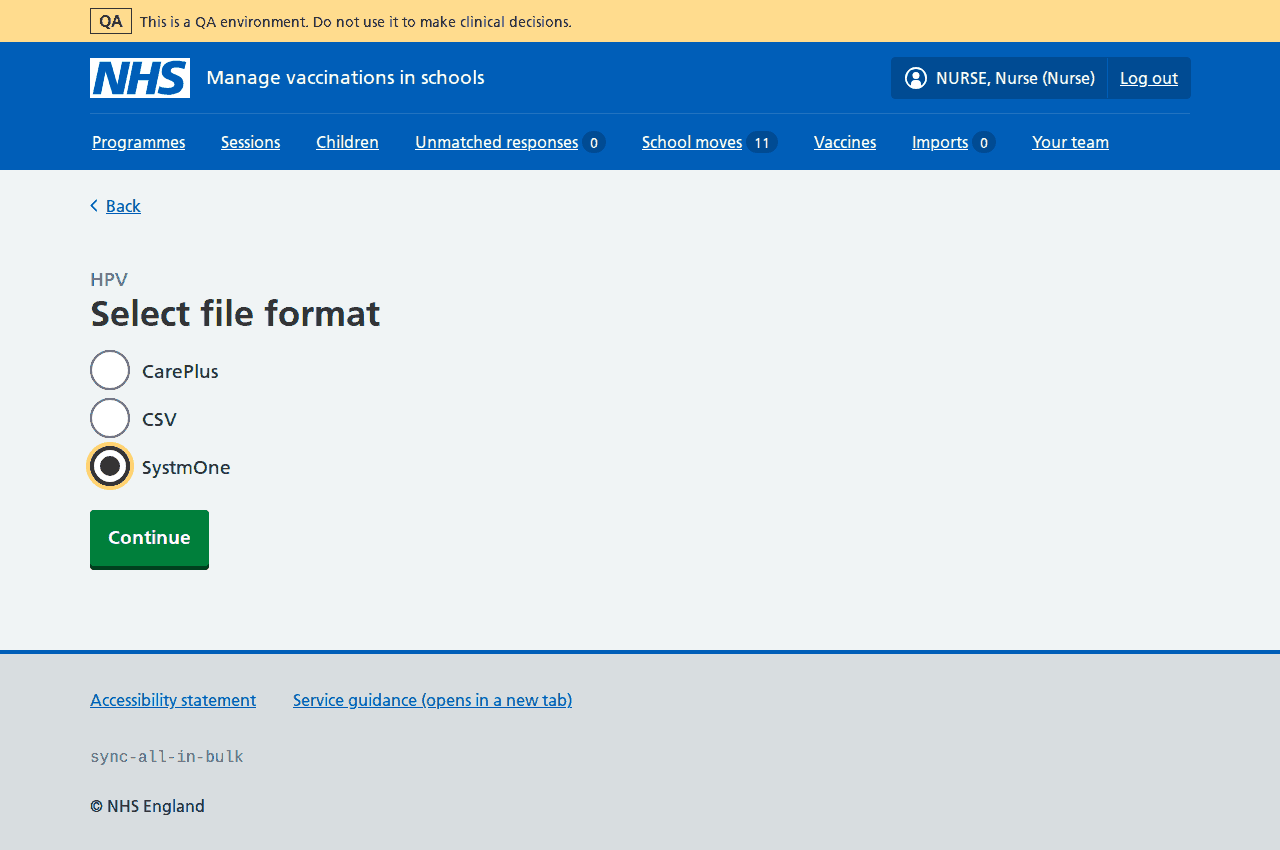 QA This is a QA environment. Do not use it to make clinical decisions.
NHS Manage vaccinations in schools NURSE, Nurse (Nurse) Log out
Programmes Sessions Children Unmatched responses 0 School moves 11 Vaccines Imports 0 Your team
Back
HPV
Select file format
CarePlus
CSV
SystmOne
Continue
Accessibility statement Service guidance (opens in a new tab)
sync-all-in-bulk
© NHS England